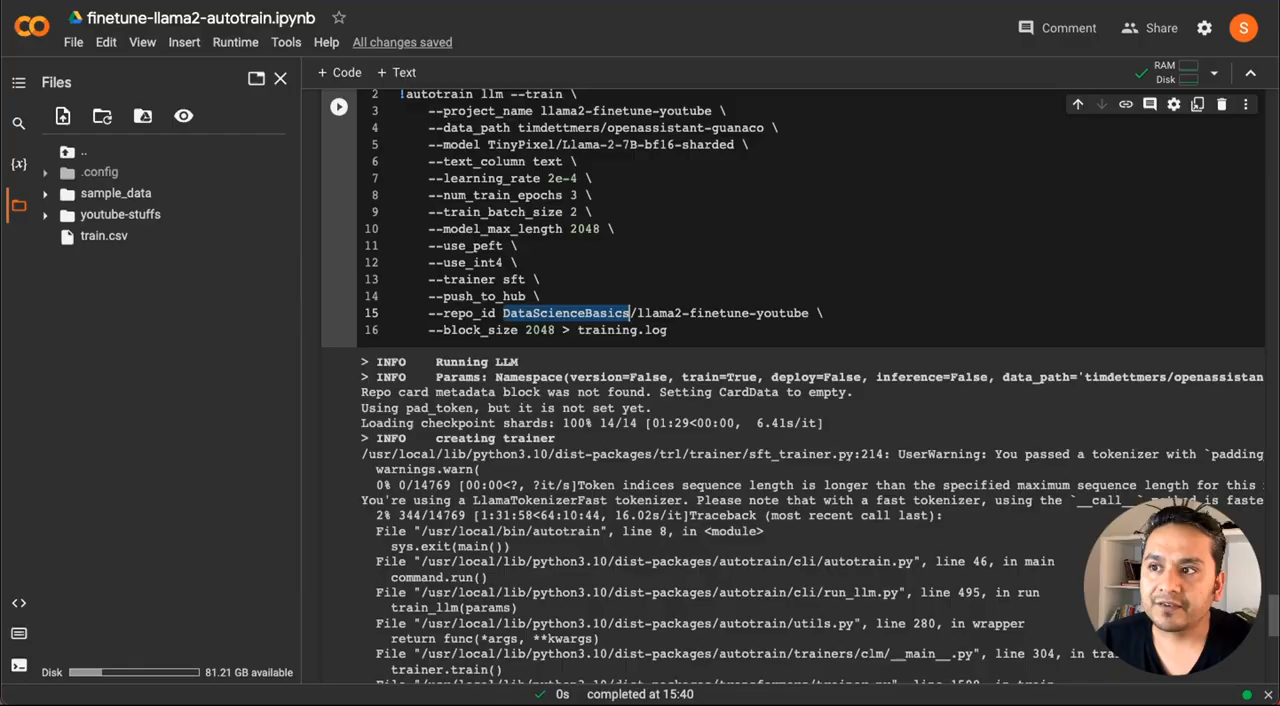 finetune-llama2-autotrain.ipynb
File Edit View Insert Runtime Tools Help All changes saved
Comment Share S
Files
+ Code + Text
RAM
Disk
..
.config
sample_data
youtube-stuffs
train.csv
{x}
2 !autotrain llm --train \
3 --project_name llama2-finetune-youtube \
4 --data_path timdettmers/openassistant-guanaco \
5 --model TinyPixel/Llama-2-7B-bf16-sharded \
6 --text_column text \
7 --learning_rate 2e-4 \
8 --num_train_epochs 3 \
9 --train_batch_size 2 \
10 --model_max_length 2048 \
11 --use_peft \
12 --use_int4 \
13 --trainer sft \
14 --push_to_hub \
15 --repo_id DataScienceBasics/llama2-finetune-youtube \
16 --block_size 2048 > training.log
> INFO Running LLM
> INFO Params: Namespace(version=False, train=True, deploy=False, inference=False, data_path='timdettmers/openassistan
Repo card metadata block was not found. Setting CardData to empty.
Using pad_token, but it is not set yet.
Loading checkpoint shards: 100% 14/14 [01:29<00:00, 6.41s/it]
> INFO creating trainer
/usr/local/lib/python3.10/dist-packages/trl/trainer/sft_trainer.py:214: UserWarning: You passed a tokenizer with `padding
warnings.warn(
0% 0/14769 [00:00<?, ?it/s]Token indices sequence length is longer than the specified maximum sequence length for this
You're using a LlamaTokenizerFast tokenizer. Please note that with a fast tokenizer, using the `__call__` method is faste
2% 344/14769 [1:31:58<64:10:44, 16.02s/it]Traceback (most recent call last):
File "/usr/local/bin/autotrain", line 8, in <module>
sys.exit(main())
File "/usr/local/lib/python3.10/dist-packages/autotrain/cli/autotrain.py", line 46, in main
command.run()
File "/usr/local/lib/python3.10/dist-packages/autotrain/cli/run_llm.py", line 495, in run
train_llm(params)
File "/usr/local/lib/python3.10/dist-packages/autotrain/utils.py", line 280, in wrapper
return func(*args, **kwargs)
File "/usr/local/lib/python3.10/dist-packages/autotrain/trainers/clm/__main__.py", line 304, in
trainer.train()
Disk 81.21 GB available
0s completed at 15:40